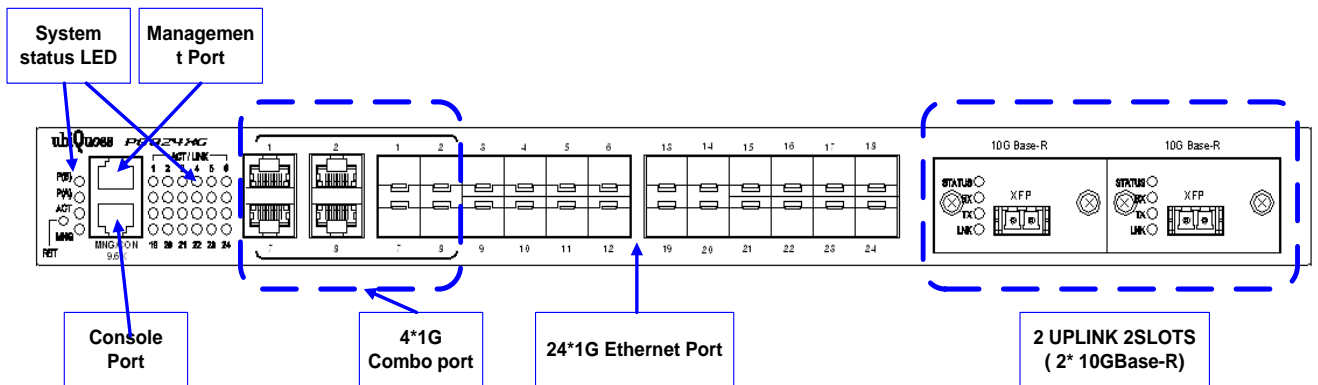 System
status LED
Managemen
t Port
ubiQuoss P8024XG
ACT/LINK
1 2 3 4 5 6
P(B)
P(A)
ACT
MNG
RST
MNG/CON
9.6K
19 20 21 22 23 24
1 2 1 2 3 4 5 6 13 14 15 16 17 18
7 8 7 8 9 10 11 12 19 20 21 22 23 24
10G Base-R
STATUS
RX
TX
LNK
XFP
10G Base-R
STATUS
RX
TX
LNK
XFP
Console
Port
4*1G
Combo port
24*1G Ethernet Port
2 UPLINK 2SLOTS
( 2* 10GBase-R)